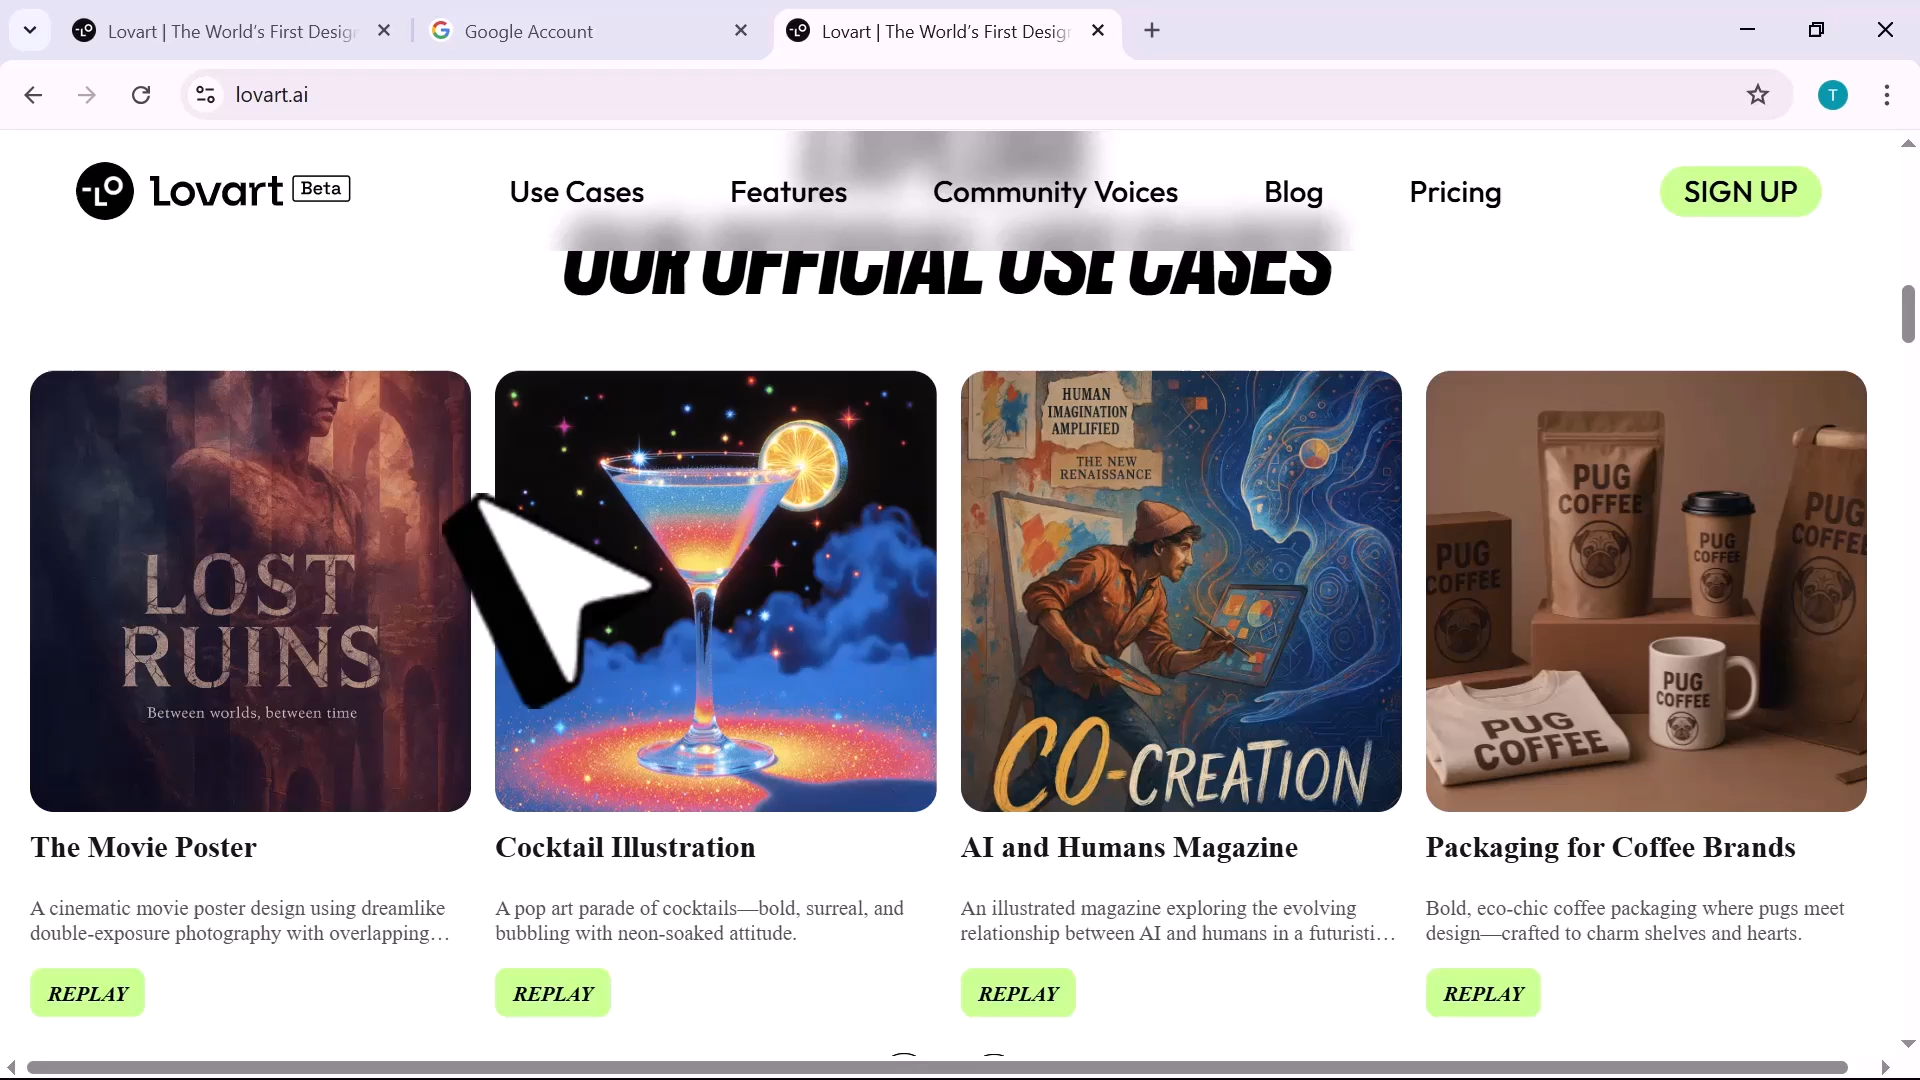 Lovart | The World's First Design
Google Account
Lovart | The World's First Design
lovart.ai
T
Lovart Beta
Use Cases
Features
Community Voices
Blog
Pricing
SIGN UP
OUR OFFICIAL USE CASES
LOST
RUINS
Between worlds, between time
HUMAN
IMAGINATION
AMPLIFIED
THE NEW
RENAISSANCE
CO-CREATION
PUG
COFFEE
PUG
COFFEE
PUG
COFFEE
PUG
COFFEE
PUG
COFFEE
PUG
COFFEE
The Movie Poster
Cocktail Illustration
AI and Humans Magazine
Packaging for Coffee Brands
A cinematic movie poster design using dreamlike
double-exposure photography with overlapping…
A pop art parade of cocktails—bold, surreal, and
bubbling with neon-soaked attitude.
An illustrated magazine exploring the evolving
relationship between AI and humans in a futuristi…
Bold, eco-chic coffee packaging where pugs meet
design—crafted to charm shelves and hearts.
REPLAY
REPLAY
REPLAY
REPLAY